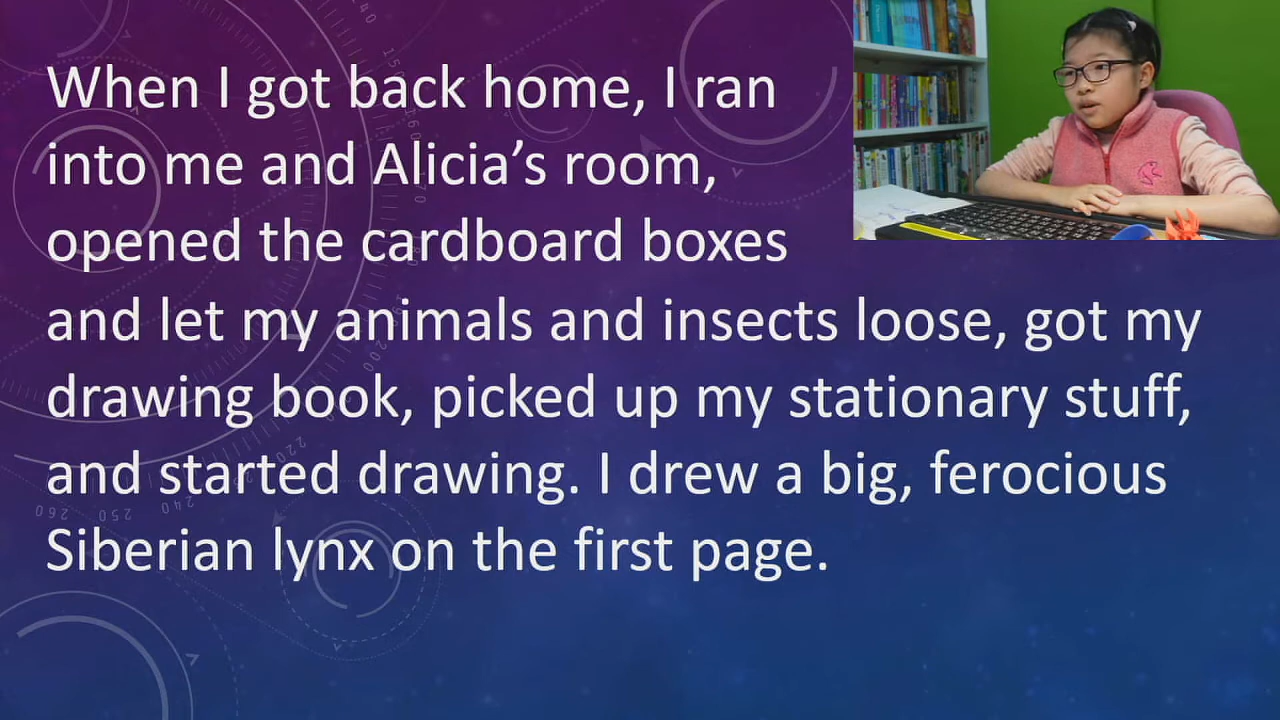 When I got back home, I ran
into me and Alicia’s room,
opened the cardboard boxes
and let my animals and insects loose, got my
drawing book, picked up my stationary stuff,
and started drawing. I drew a big, ferocious
Siberian lynx on the first page.